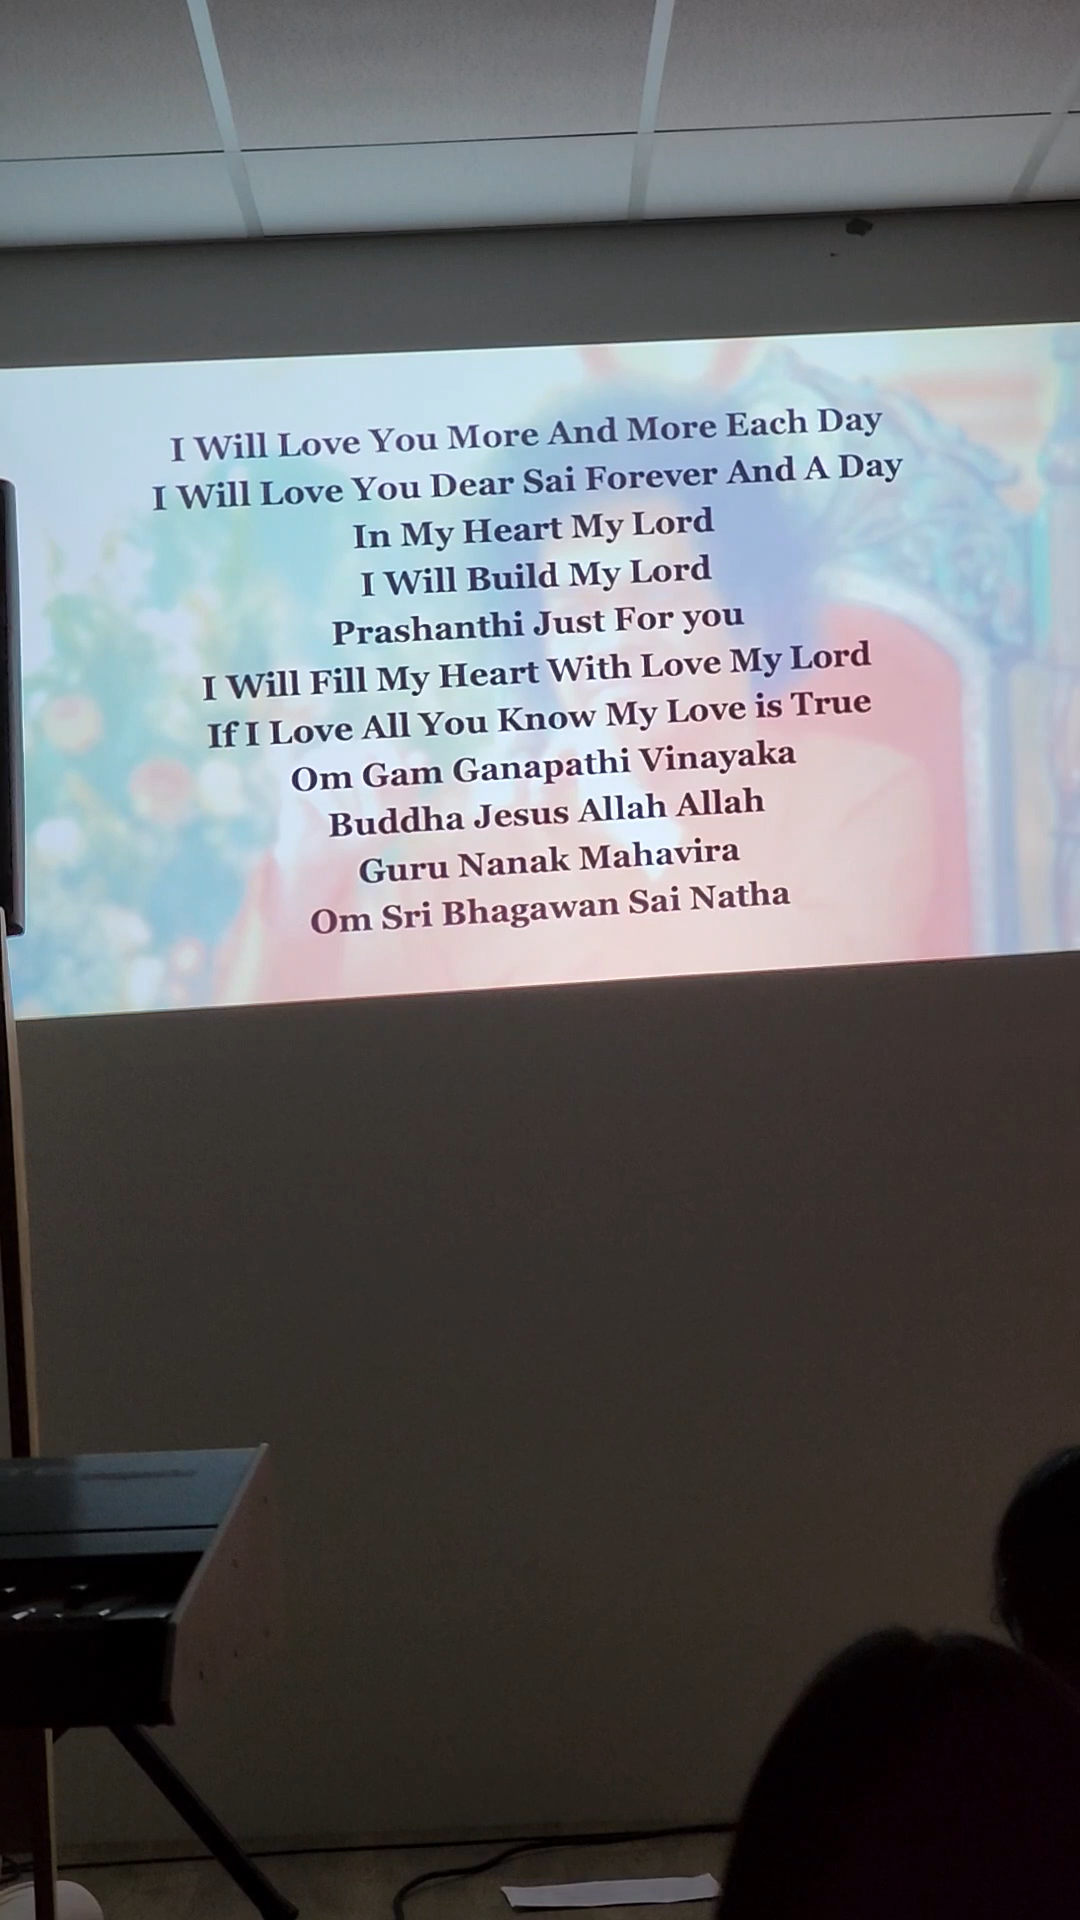 I Will Love You More And More Each Day
I Will Love You Dear Sai Forever And A Day
In My Heart My Lord
I Will Build My Lord
Prashanthi Just For you
I Will Fill My Heart With Love My Lord
If I Love All You Know My Love is True
Om Gam Ganapathi Vinayaka
Buddha Jesus Allah Allah
Guru Nanak Mahavira
Om Sri Bhagawan Sai Natha